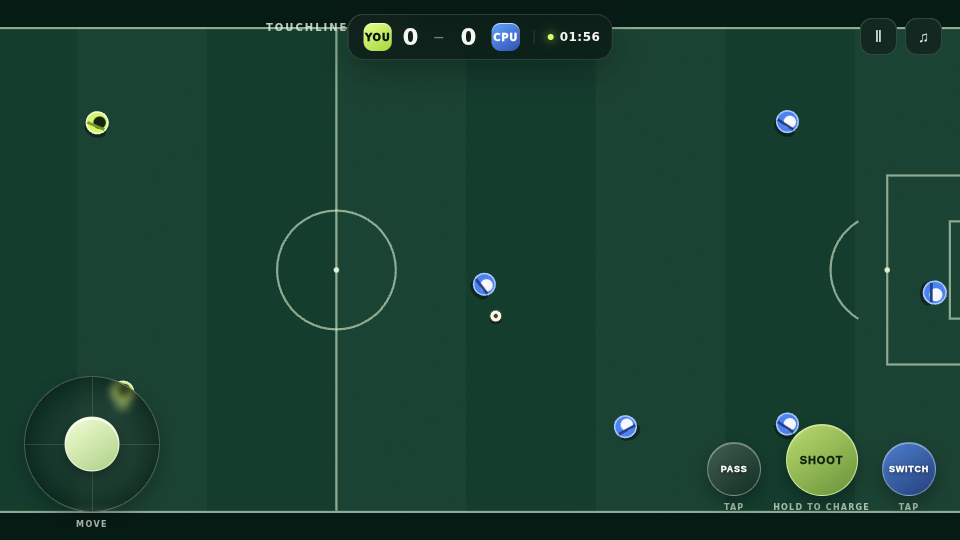 TOUCHLINE
YOU 0 – 0 CPU 01:56
PASS
SHOOT
SWITCH
TAP
HOLD TO CHARGE
TAP
MOVE